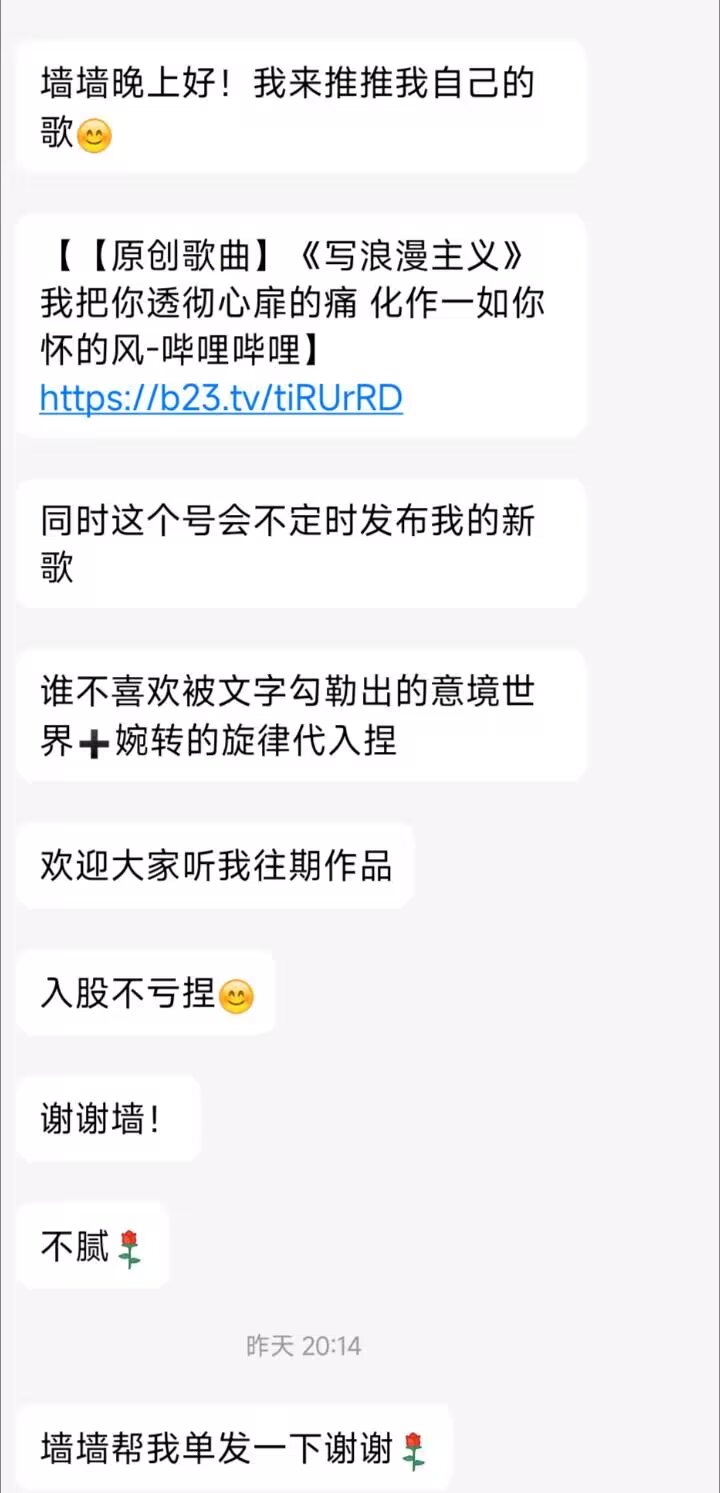 墙墙晚上好！我来推推我自己的
歌😊
【【原创歌曲】《写浪漫主义》
我把你透彻心扉的痛 化作一如你
怀的风-哔哩哔哩】
https://b23.tv/tiRUrRD
同时这个号会不定时发布我的新
歌
谁不喜欢被文字勾勒出的意境世
界➕婉转的旋律代入捏
欢迎大家听我往期作品
入股不亏捏😊
谢谢墙！
不腻🌹
昨天 20:14
墙墙帮我单发一下谢谢🌹